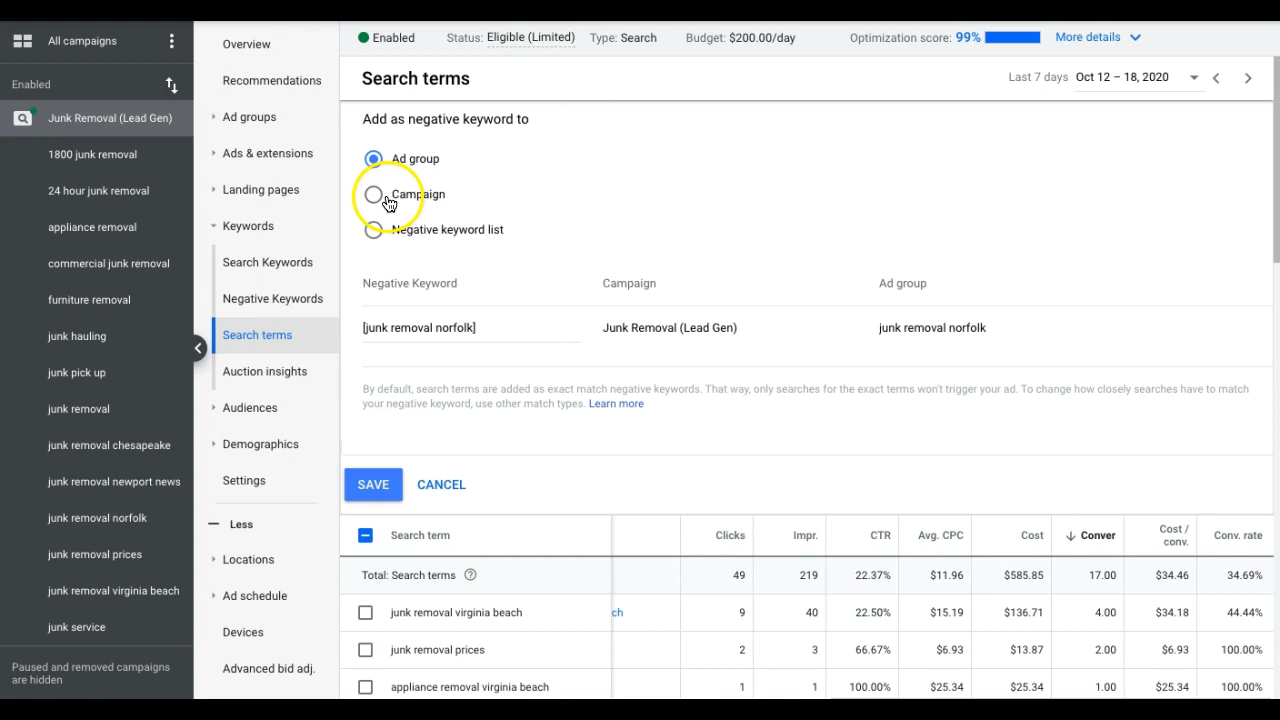 All campaigns
Enabled
Junk Removal (Lead Gen)
1800 junk removal
24 hour junk removal
appliance removal
commercial junk removal
furniture removal
junk hauling
junk pick up
junk removal
junk removal chesapeake
junk removal newport news
junk removal norfolk
junk removal prices
junk removal virginia beach
junk service
Paused and removed campaigns
are hidden
Overview
Recommendations
Ad groups
Ads & extensions
Landing pages
Keywords
Search Keywords
Negative Keywords
Search terms
Auction insights
Audiences
Demographics
Settings
Less
Locations
Ad schedule
Devices
Advanced bid adj.
Enabled Status: Eligible (Limited) Type: Search Budget: $200.00/day Optimization score: 99% More details
Search terms Last 7 days Oct 12 – 18, 2020
Add as negative keyword to
Ad group
Campaign
Negative keyword list
Negative Keyword Campaign Ad group
[junk removal norfolk] Junk Removal (Lead Gen) junk removal norfolk
By default, search terms are added as exact match negative keywords. That way, only searches for the exact terms won't trigger your ad. To change how closely searches have to match
your negative keyword, use other match types. Learn more
SAVE CANCEL
Search term Clicks Impr. CTR Avg. CPC Cost Conver Cost / conv. Conv. rate
Total: Search terms 49 219 22.37% $11.96 $585.85 17.00 $34.46 34.69%
junk removal virginia beach ch 9 40 22.50% $15.19 $136.71 4.00 $34.18 44.44%
junk removal prices 2 3 66.67% $6.93 $13.87 2.00 $6.93 100.00%
appliance removal virginia beach 1 1 100.00% $25.34 $25.34 1.00 $25.34 100.00%